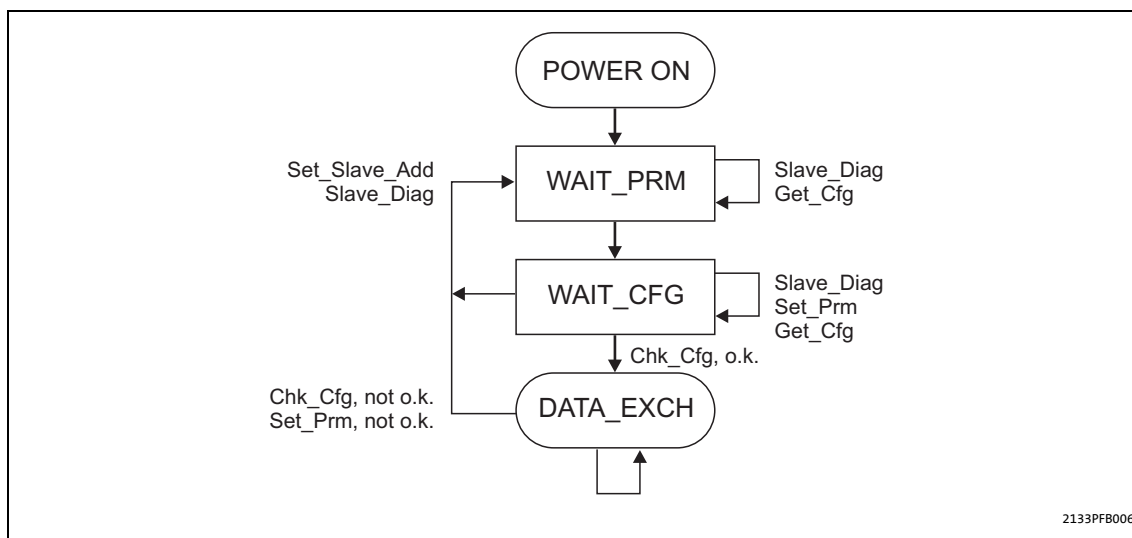 POWER ON
Set_Slave_Add
Slave_Diag
WAIT_PRM
Slave_Diag
Get_Cfg
WAIT_CFG
Slave_Diag
Set_Prm
Get_Cfg
Chk_Cfg, o.k.
Chk_Cfg, not o.k.
Set_Prm, not o.k.
DATA_EXCH
2133PFB006